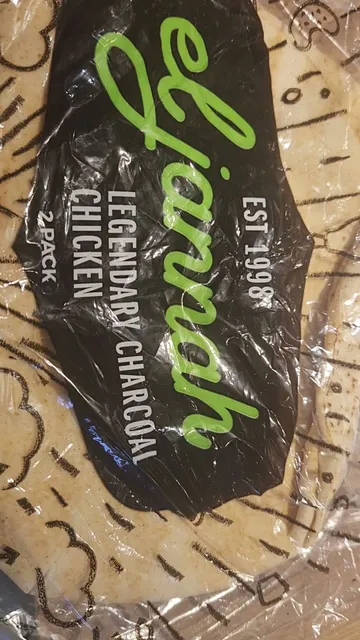 EST 1998
el jannah
LEGENDARY CHARCOAL
CHICKEN
2 PACK